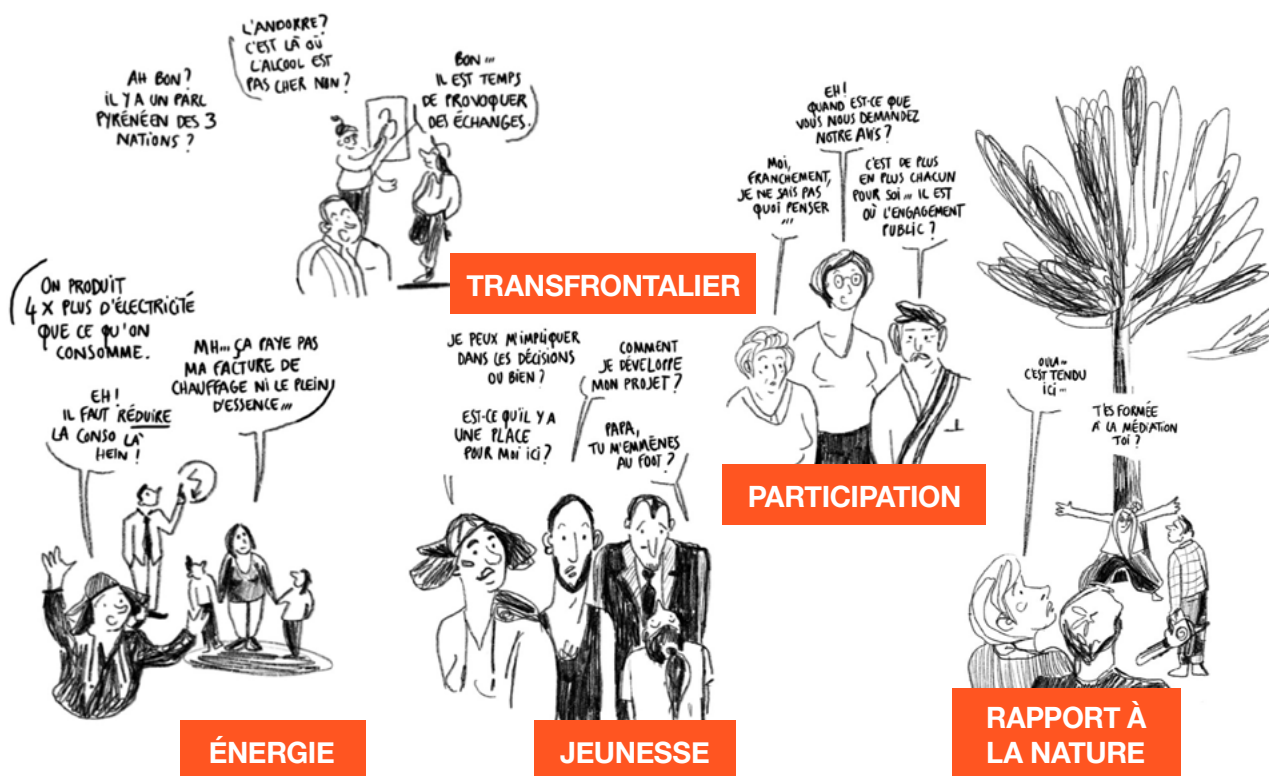 AH BON?
IL Y A UN PARC
PYRÉNÉEN DES 3
NATIONS ?
L'ANDORRE?
C'EST LÀ OÙ
L'ALCOOL EST
PAS CHER NON ?
BON...
IL EST TEMPS
DE PROVOQUER
DES ÉCHANGES.
TRANSFRONTALIER
ON PRODUIT
4 X PLUS D'ÉLECTRICITÉ
QUE CE QU'ON
CONSOMME.
MH... ÇA PAYE PAS
MA FACTURE DE
CHAUFFAGE NI LE PLEIN
D'ESSENCE...
EH!
IL FAUT RÉDUIRE
LA CONSO LÀ
HEIN !
ÉNERGIE
JE PEUX M'IMPLIQUER
DANS LES DÉCISIONS
OU BIEN ?
COMMENT
JE DÉVELOPPE
MON PROJET ?
EST-CE QU'IL Y A
UNE PLACE
POUR MOI ICI ?
PAPA,
TU M'EMMÈNES
AU FOOT ?
JEUNESSE
MOI,
FRANCHEMENT,
JE NE SAIS PAS
QUOI PENSER
...
EH!
QUAND EST-CE QUE
VOUS NOUS DEMANDEZ
NOTRE AVIS ?
C'EST DE PLUS
EN PLUS CHACUN
POUR SOI... IL EST
OÙ L'ENGAGEMENT
PUBLIC ?
PARTICIPATION
OULA...
C'EST TENDU
ICI...
T'ES FORMÉE
À LA MÉDIATION
TOI ?
RAPPORT À
LA NATURE